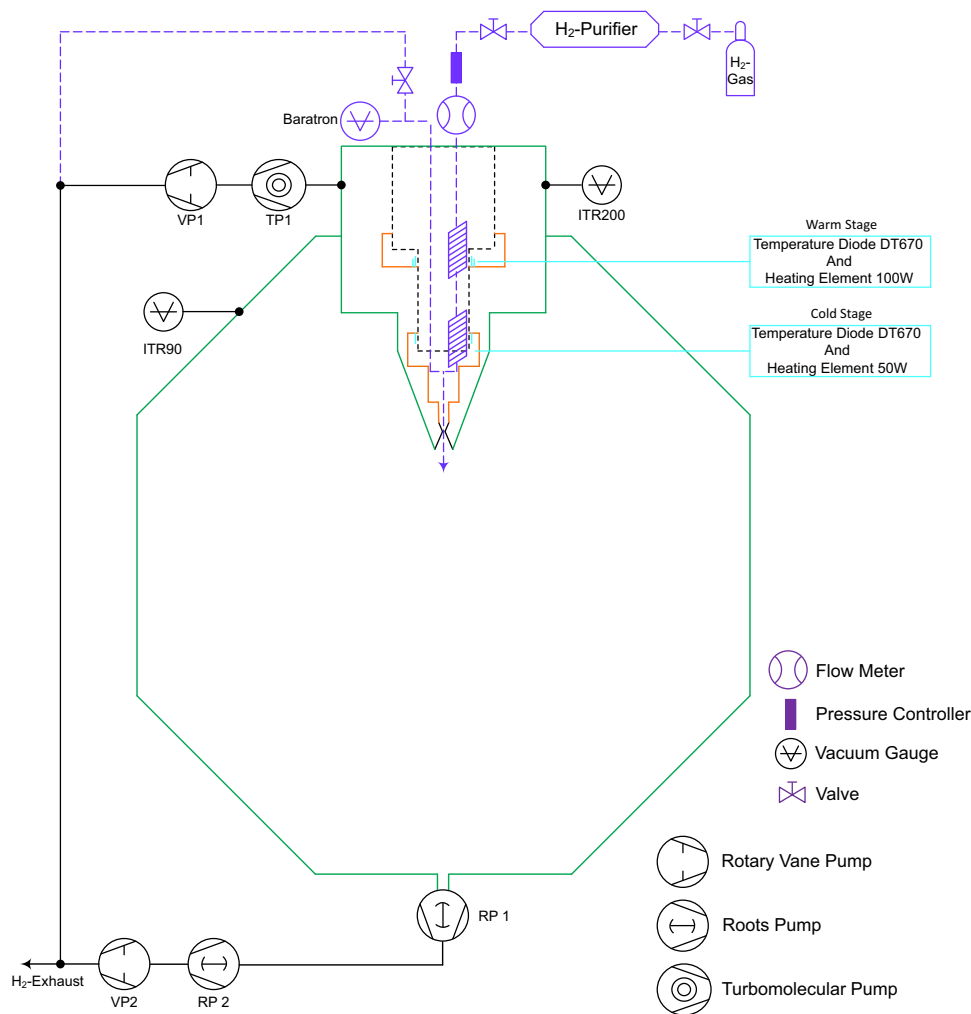 H₂-Purifier
H₂-
Gas
Baratron
VP1
TP1
ITR200
Warm Stage
Temperature Diode DT670
And
Heating Element 100W
ITR90
Cold Stage
Temperature Diode DT670
And
Heating Element 50W
Flow Meter
Pressure Controller
Vacuum Gauge
Valve
Rotary Vane Pump
RP 1
Roots Pump
H₂-Exhaust
VP2
RP 2
Turbomolecular Pump